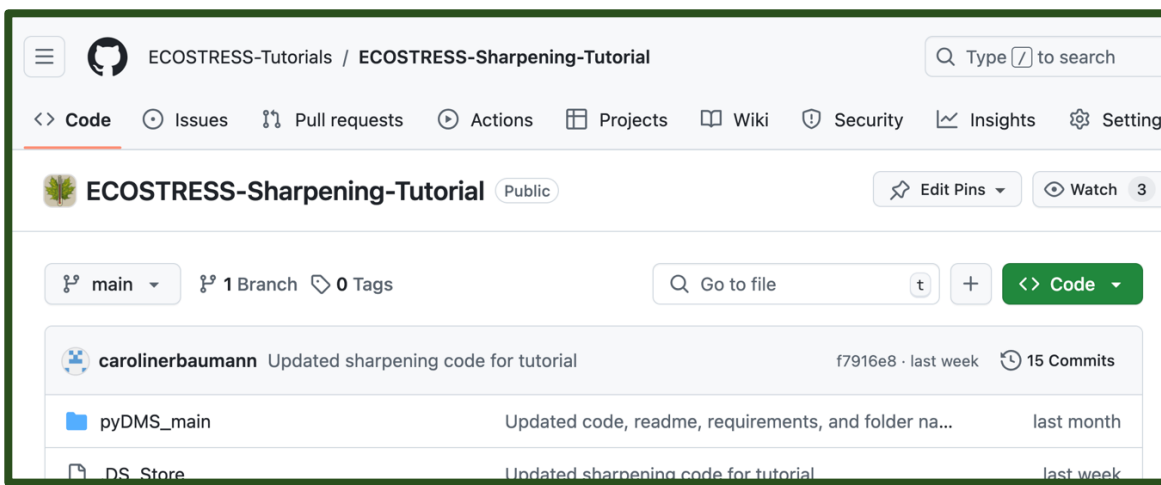 ECOSTRESS-Tutorials / ECOSTRESS-Sharpening-Tutorial Type / to search
Code Issues Pull requests Actions Projects Wiki Security Insights Setting
ECOSTRESS-Sharpening-Tutorial Public Edit Pins Watch 3
main 1 Branch 0 Tags Go to file t + Code
carolinerbaumann Updated sharpening code for tutorial f7916e8 · last week 15 Commits
pyDMS_main Updated code, readme, requirements, and folder na... last month
.DS_Store Updated sharpening code for tutorial last week